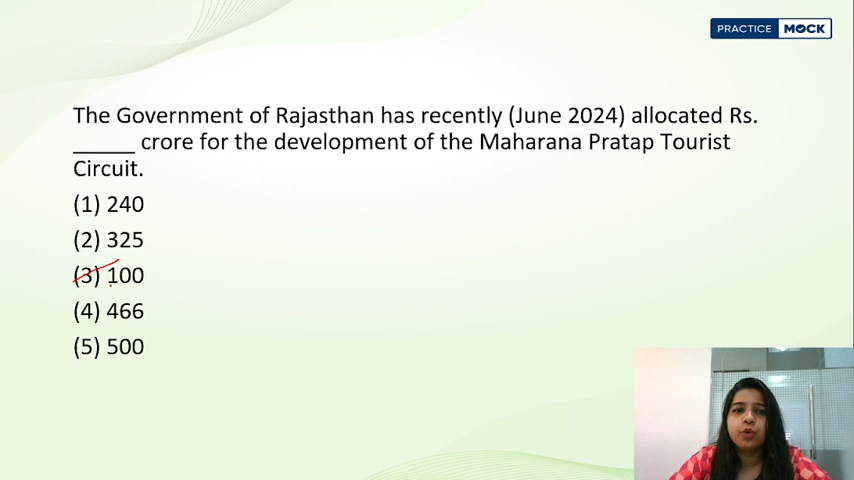 PRACTICE MOCK
The Government of Rajasthan has recently (June 2024) allocated Rs.
_____ crore for the development of the Maharana Pratap Tourist
Circuit.
(1) 240
(2) 325
(3) 100
(4) 466
(5) 500